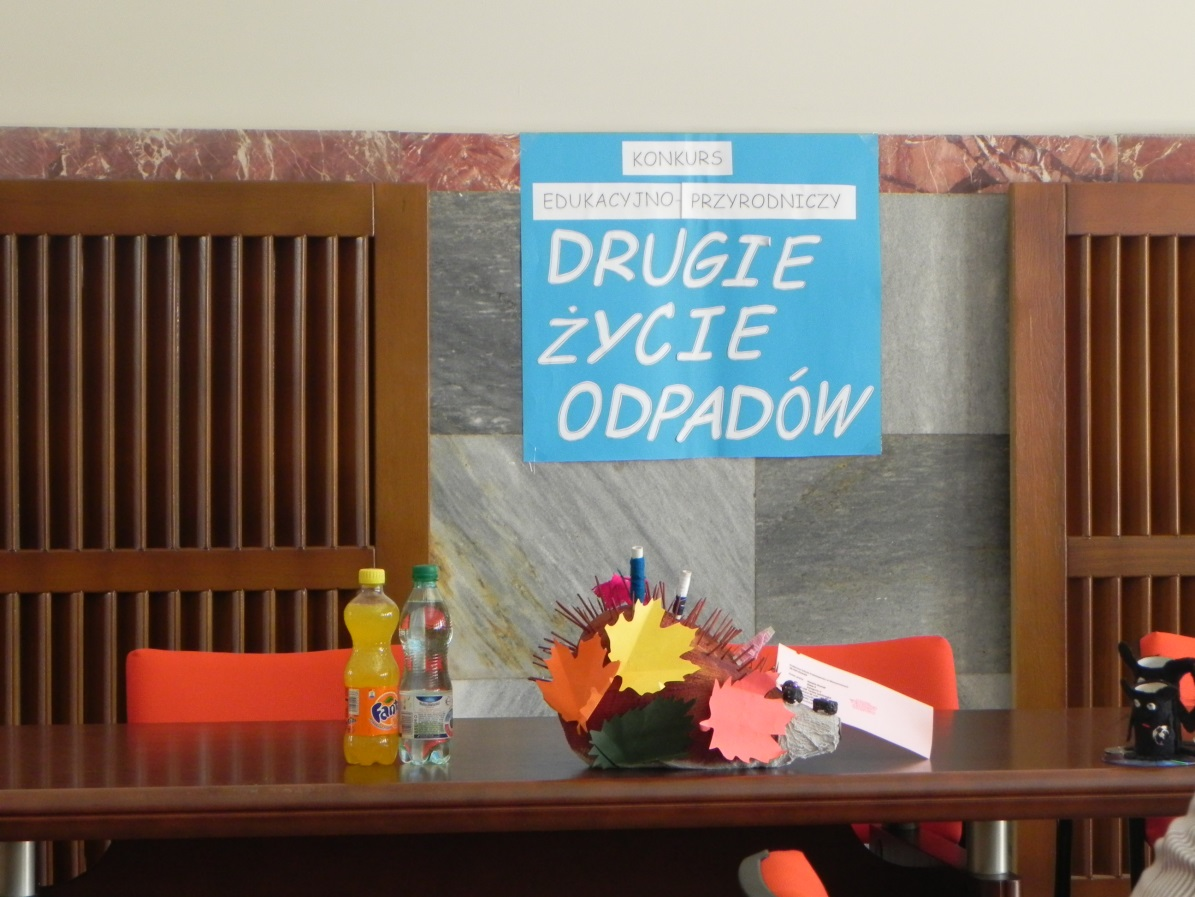 KONKURS
EDUKACYJNO-PRZYRODNICZY
DRUGIE
ŻYCIE
ODPADÓW
Fanta